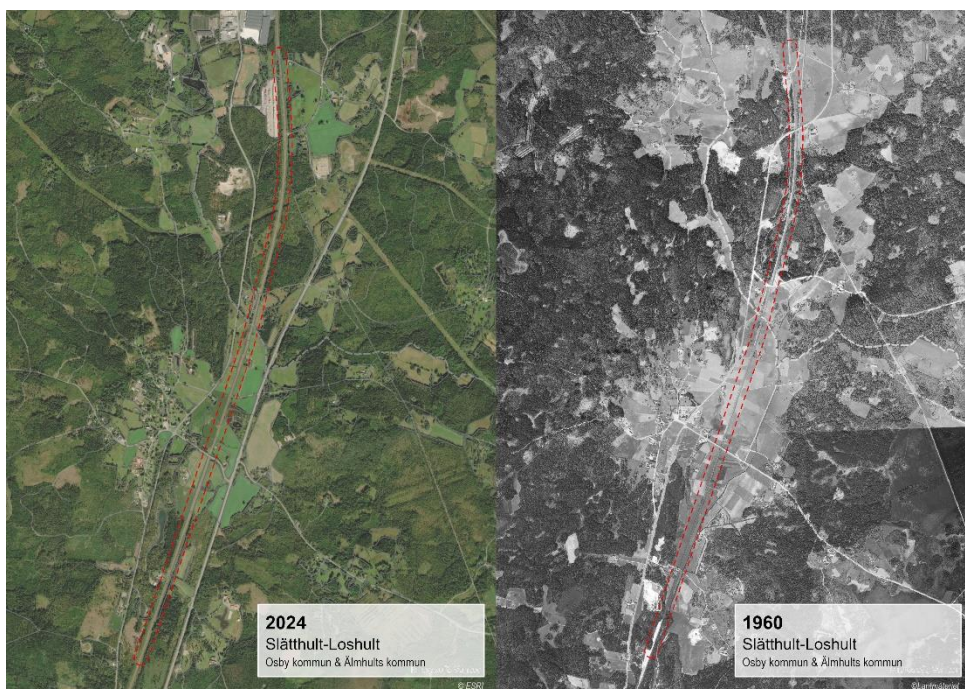 2024
Slätthult-Loshult
Osby kommun & Älmhults kommun
© ESRI
1960
Slätthult-Loshult
Osby kommun & Älmhults kommun
©Lantmäteriet